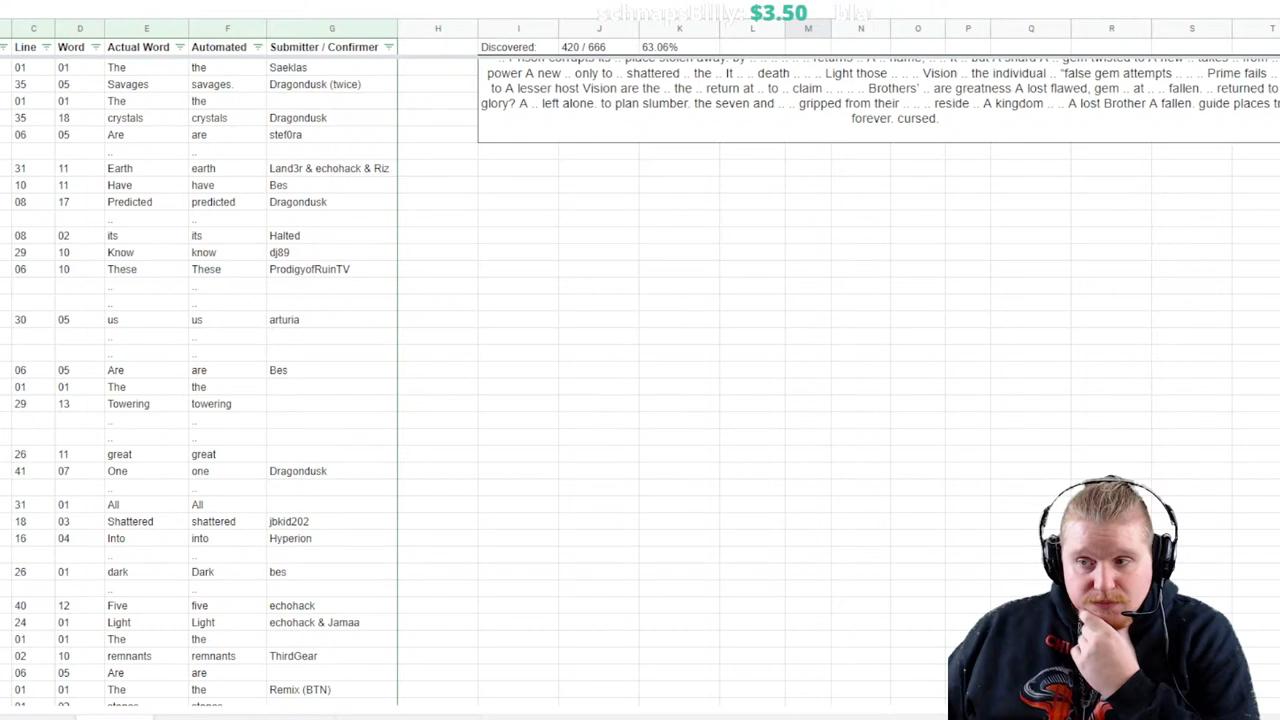 schnapsBilly: $3.50 bla
Line Word Actual Word Automated Submitter / Confirmer Discovered: 420 / 666 63.06%
C D E F G H I J K L M N O P Q R S T
01 01 The the Saeklas
35 05 Savages savages. Dragondusk (twice)
01 01 The the
35 18 crystals crystals Dragondusk
06 05 Are are stef0ra
.. ..
31 11 Earth earth Land3r & echohack & Riz
10 11 Have have Bes
08 17 Predicted predicted Dragondusk
.. ..
08 02 its its Halted
29 10 Know know dj89
06 10 These These ProdigyofRuinTV
.. ..
.. ..
30 05 us us arturia
.. ..
.. ..
06 05 Are are Bes
01 01 The the
29 13 Towering towering
.. ..
.. ..
26 11 great great
41 07 One one Dragondusk
.. ..
31 01 All All
18 03 Shattered shattered jbkid202
16 04 Into into Hyperion
.. ..
26 01 dark Dark bes
.. ..
40 12 Five five echohack
24 01 Light Light echohack & Jamaa
01 01 The the
02 10 remnants remnants ThirdGear
06 05 Are are
01 01 The the Remix (BTN)
power A new .. only to .. shattered .. the .. It .. death .. .. Light those .. .. Vision .. the individual .. "false gem attempts .. .. Prime fails ..
to A lesser host Vision are the .. the return at .. to .. claim .. .. .. Brothers' .. are greatness A lost flawed, gem .. at .. .. fallen. .. returned to
glory? A .. left alone. to plan slumber. the seven and .. .. gripped from their .. .. reside .. A kingdom .. .. A lost Brother A fallen. guide places
forever. cursed.
CHI